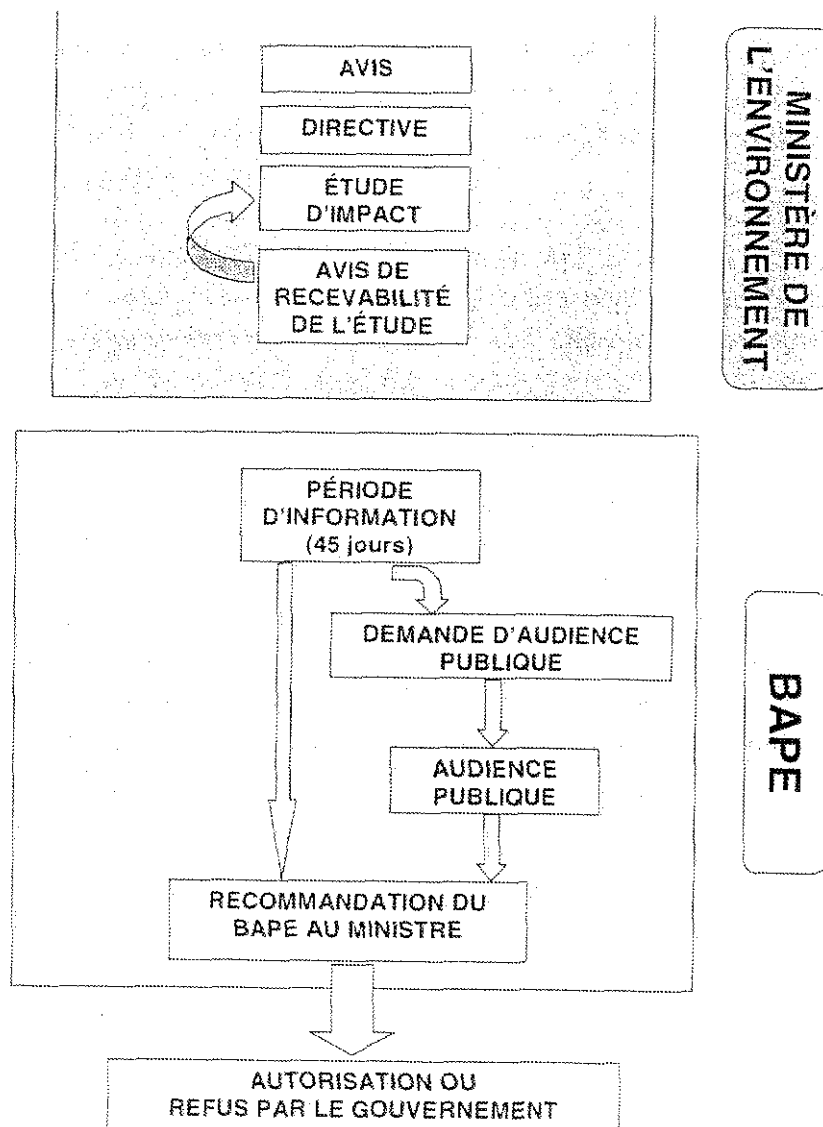 AVIS
DIRECTIVE
ÉTUDE
D'IMPACT
AVIS DE
RECEVABILITÉ
DE L'ÉTUDE
MINISTÈRE DE
L'ENVIRONNEMENT
PÉRIODE
D'INFORMATION
(45 jours)
DEMANDE D'AUDIENCE
PUBLIQUE
AUDIENCE
PUBLIQUE
RECOMMANDATION DU
BAPE AU MINISTRE
BAPE
AUTORISATION OU
REFUS PAR LE GOUVERNEMENT